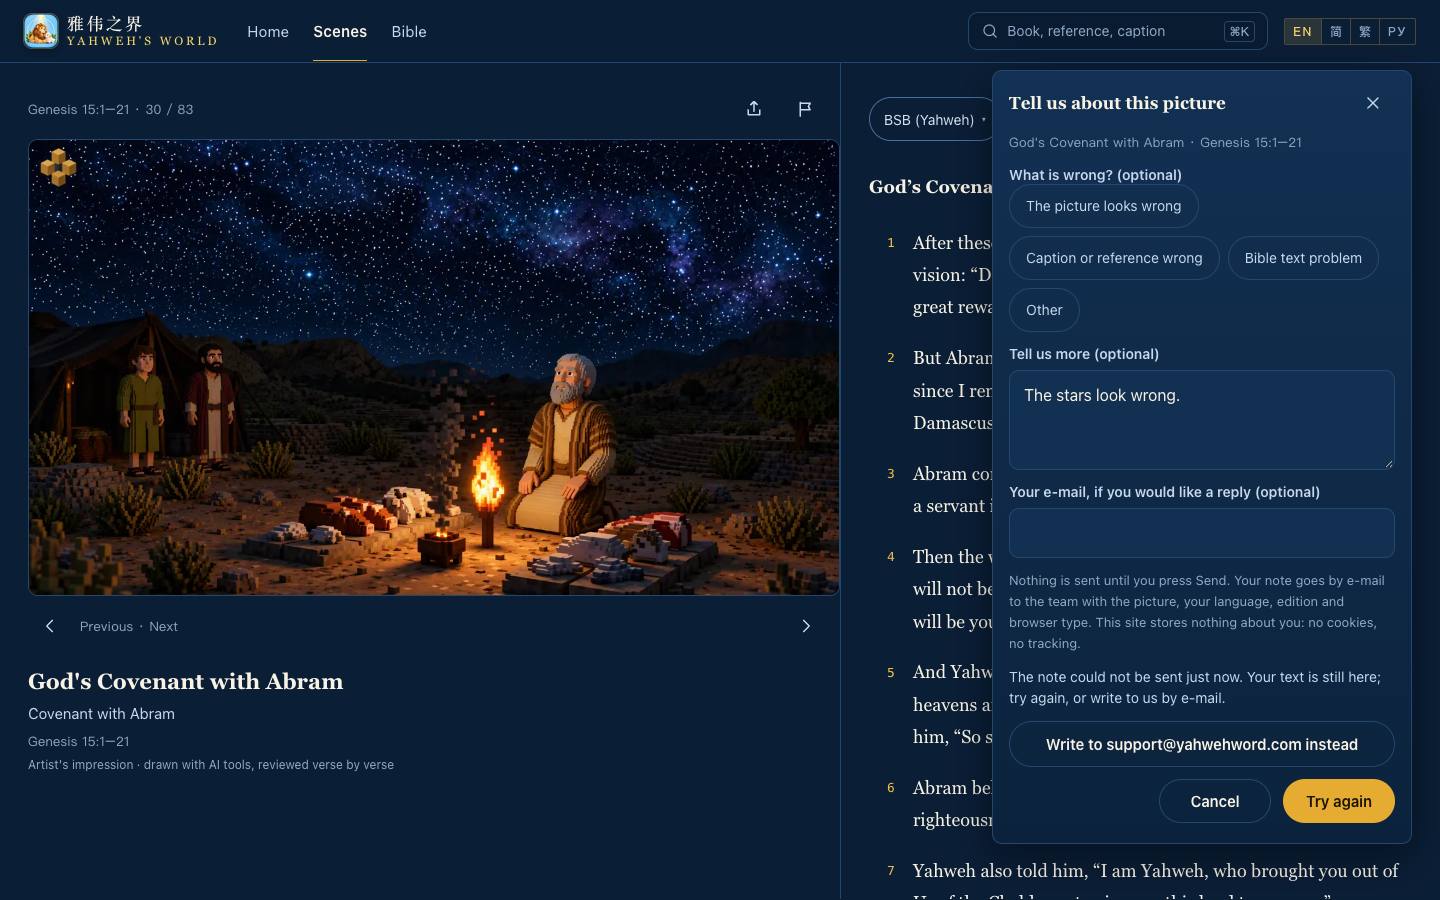 雅伟之界
YAHWEH'S WORLD
Home
Scenes
Bible
Book, reference, caption
⌘K
EN
简
繁
РУ
Genesis 15:1–21 · 30 / 83
Previous · Next
God's Covenant with Abram
Covenant with Abram
Genesis 15:1–21
Artist's impression · drawn with AI tools, reviewed verse by verse
BSB (Yahweh)
God’s
1 After
vision:
great
2 But Abram
since I
Damascus
3 Abram
a servant
4 Then the
will not be
will be
5 And
heavens
him, “So
6 Abram
7 Yahweh also told him, “I am Yahweh, who brought you out of
Tell us about this picture
God's Covenant with Abram · Genesis 15:1–21
What is wrong? (optional)
The picture looks wrong
Caption or reference wrong
Bible text problem
Other
Tell us more (optional)
The stars look wrong.
Your e-mail, if you would like a reply (optional)
Nothing is sent until you press Send. Your note goes by e-mail
to the team with the picture, your language, edition and
browser type. This site stores nothing about you: no cookies,
no tracking.
The note could not be sent just now. Your text is still here;
try again, or write to us by e-mail.
Write to support@yahwehword.com instead
Cancel
Try again